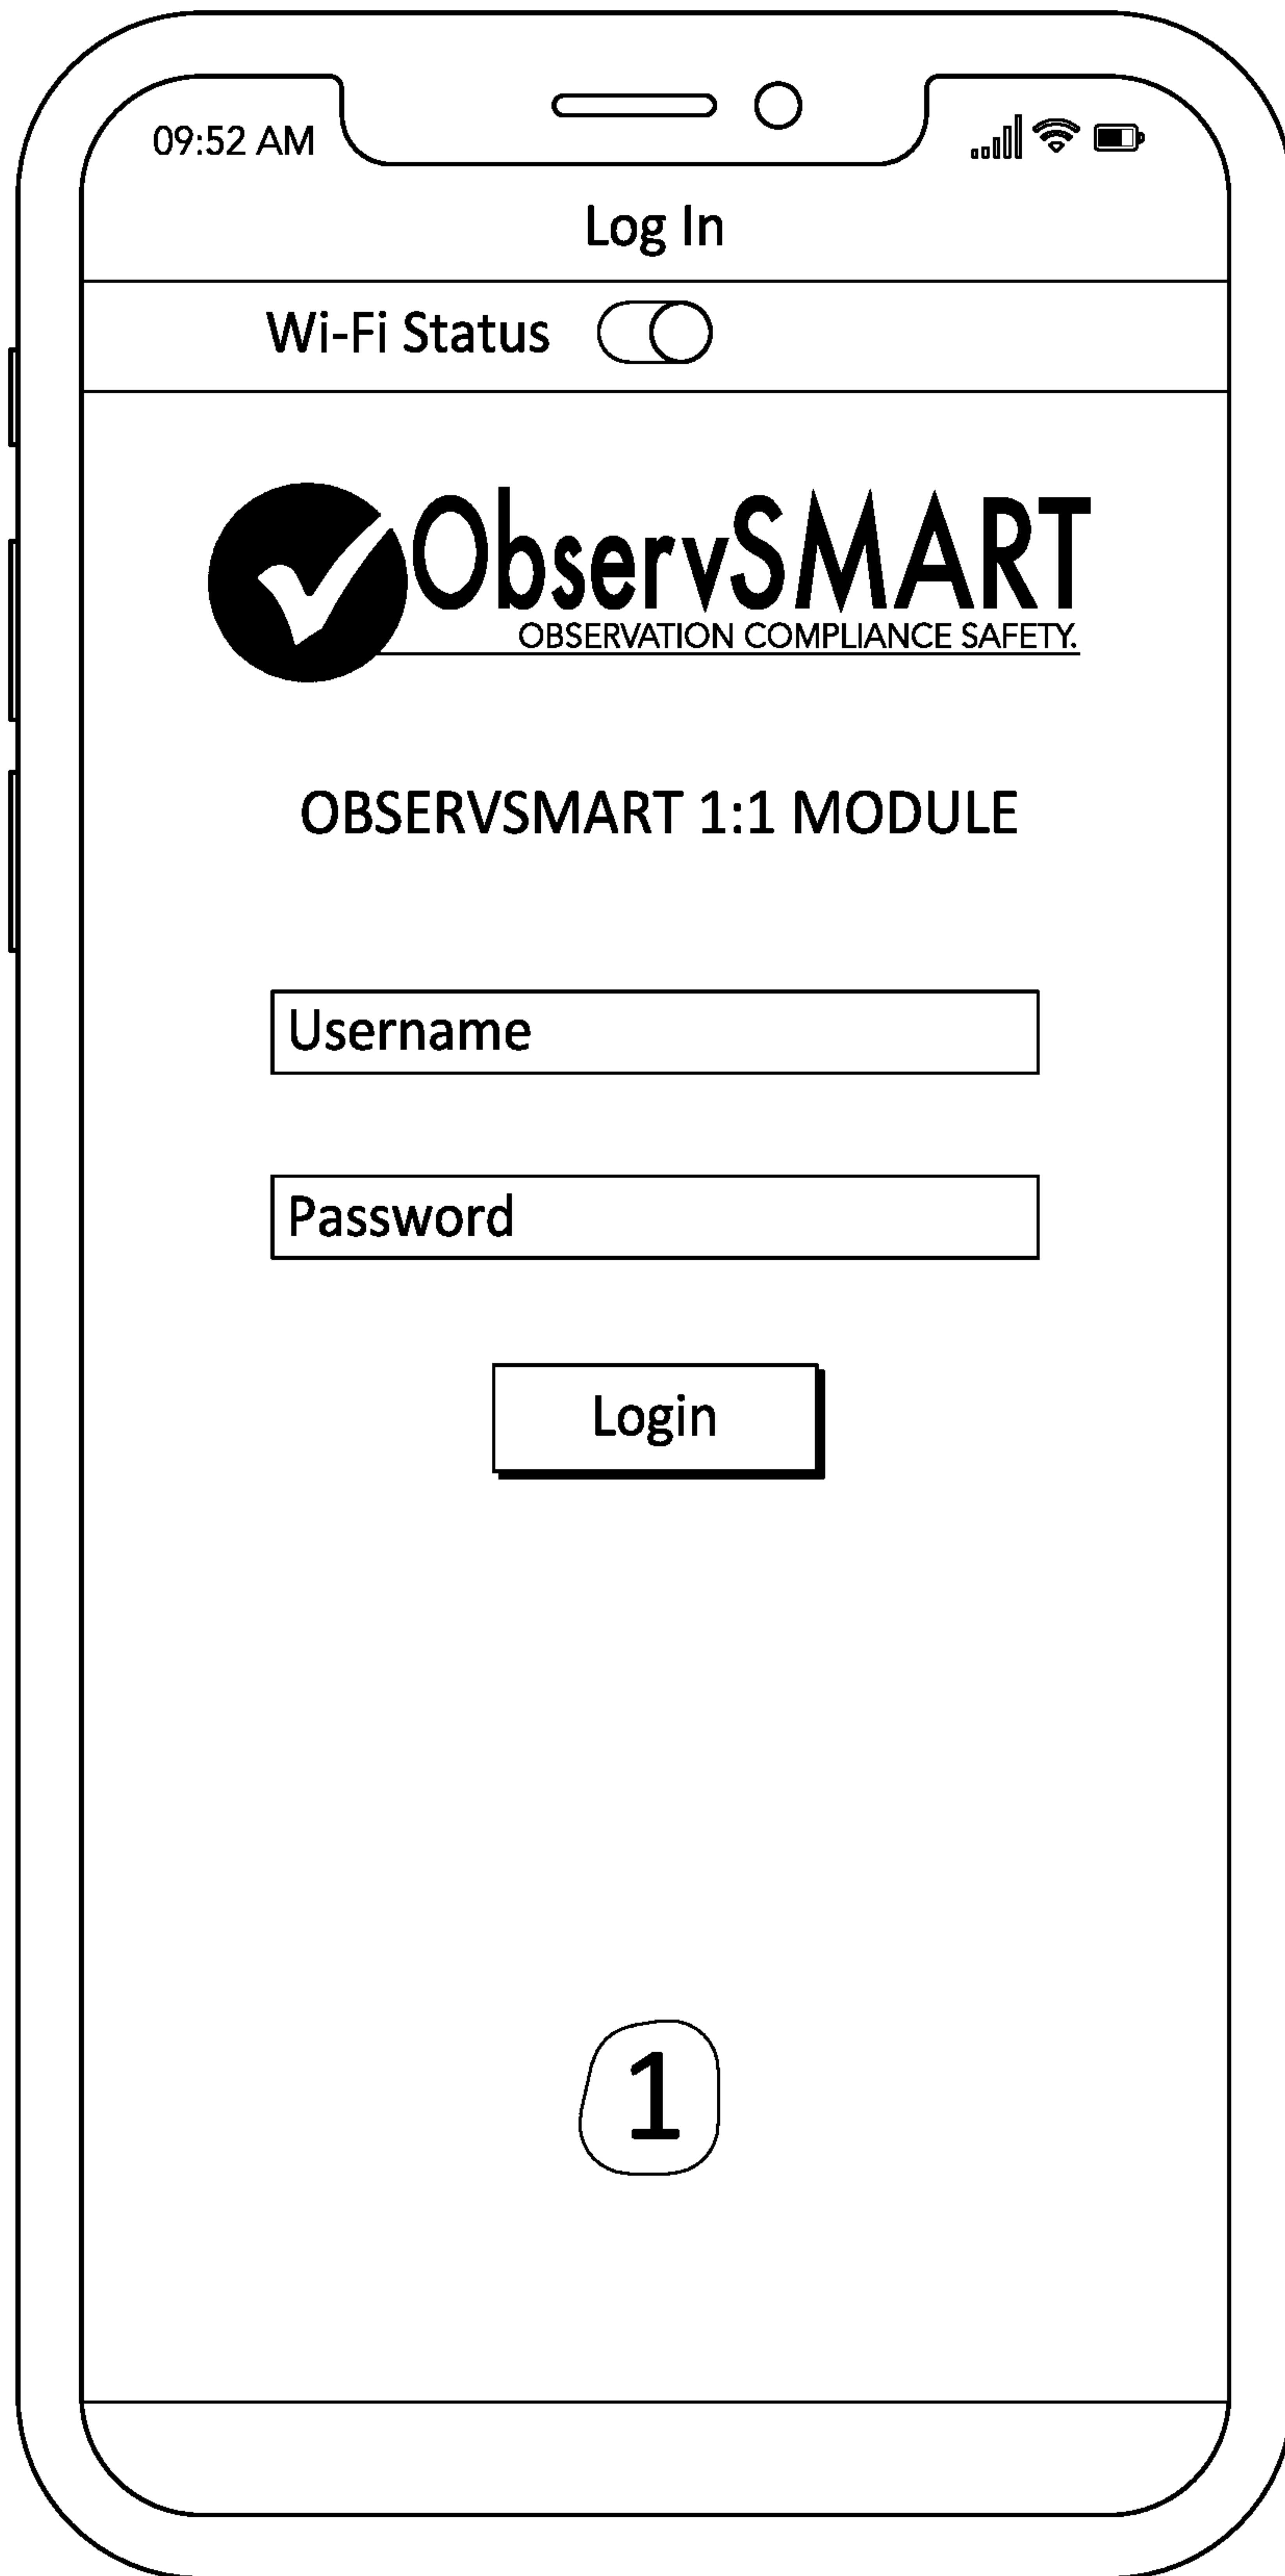 09:52 AM
Log In
Wi-Fi Status
ObservSMART
OBSERVATION COMPLIANCE SAFETY.
OBSERVSMART 1:1 MODULE
Username
Password
Login
1